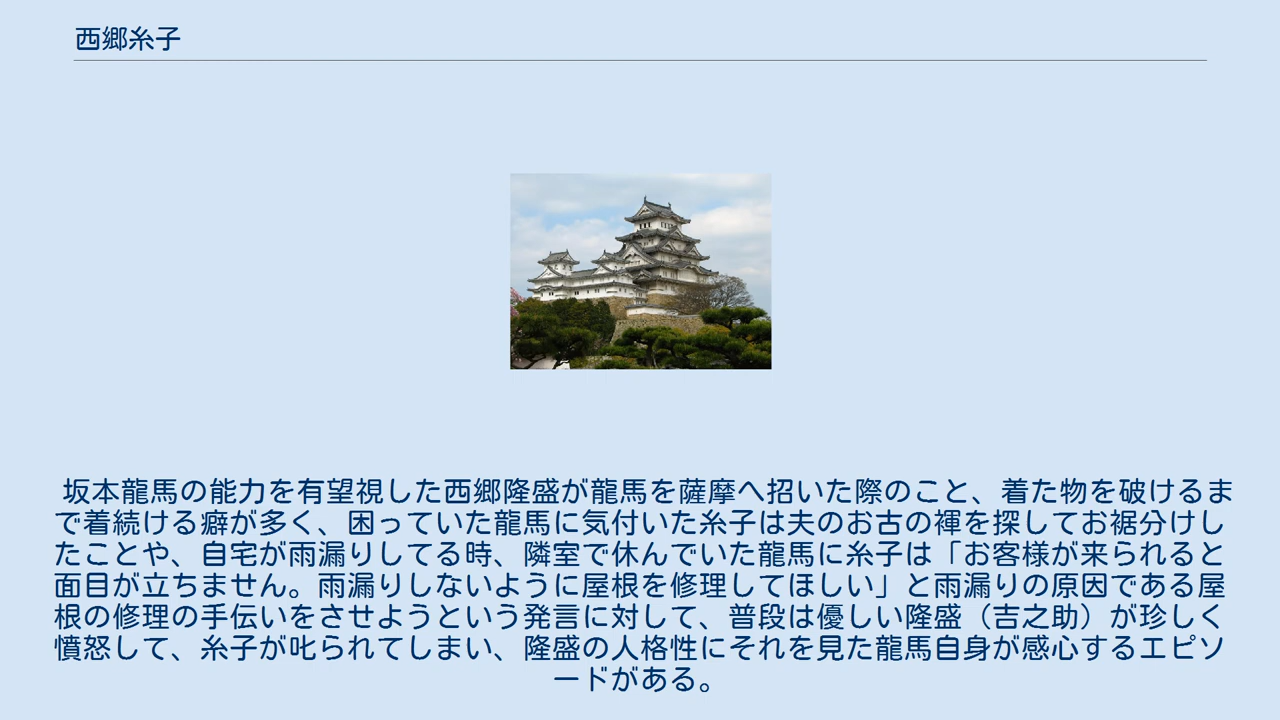 西郷糸子
坂本龍馬の能力を有望視した西郷隆盛が龍馬を薩摩へ招いた際のこと、着た物を破けるま
で着続ける癖が多く、困っていた龍馬に気付いた糸子は夫のお古の褌を探してお裾分けし
たことや、自宅が雨漏りしてる時、隣室で休んでいた龍馬に糸子は「お客様が来られると
面目が立ちません。雨漏りしないように屋根を修理してほしい」と雨漏りの原因である屋
根の修理の手伝いをさせようという発言に対して、普段は優しい隆盛（吉之助）が珍しく
憤怒して、糸子が叱られてしまい、隆盛の人格性にそれを見た龍馬自身が感心するエピソ
ードがある。